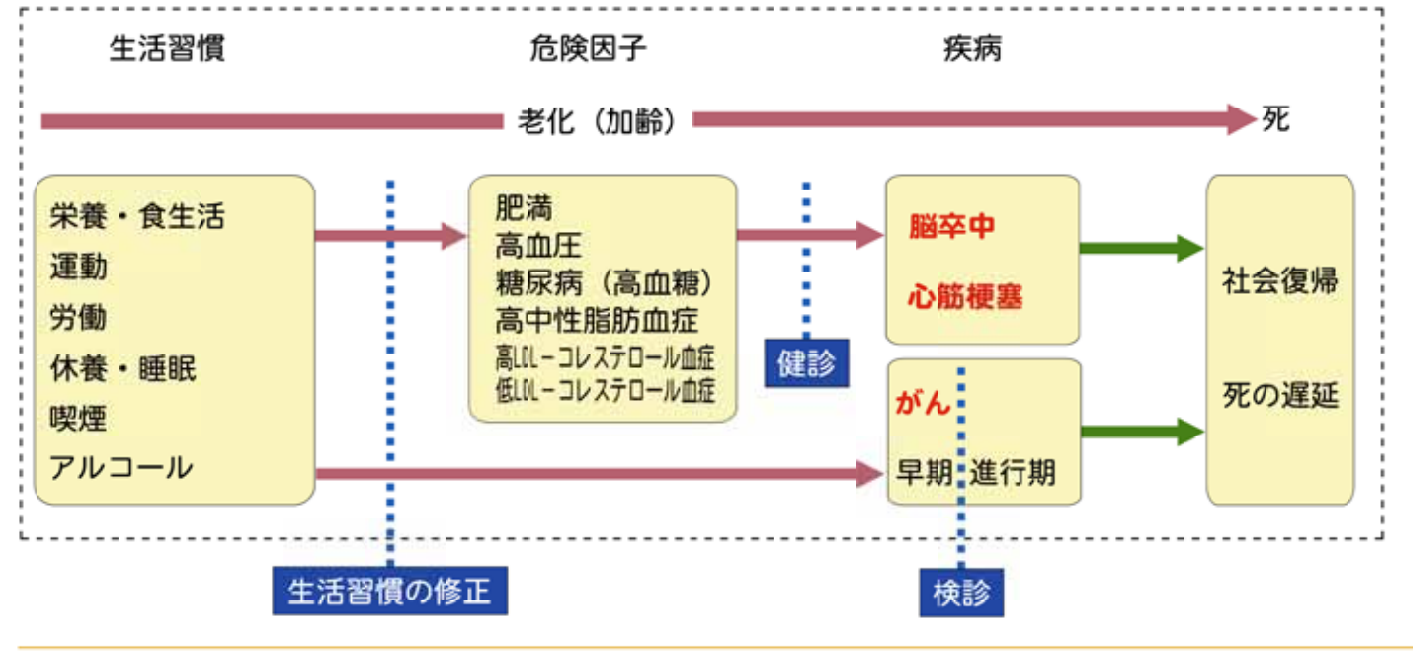 生活習慣
危険因子
疾病
老化（加齢）
死
栄養・食生活
運動
労働
休養・睡眠
喫煙
アルコール
肥満
高血圧
糖尿病（高血糖）
高中性脂肪血症
高LDL－コレステロール血症
低LDL－コレステロール血症
健診
脳卒中
心筋梗塞
がん
早期 進行期
社会復帰
死の遅延
生活習慣の修正
検診